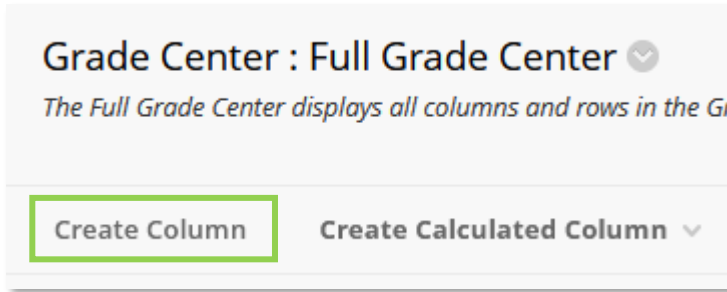 Grade Center : Full Grade Center
The Full Grade Center displays all columns and rows in the
Create Column Create Calculated Column